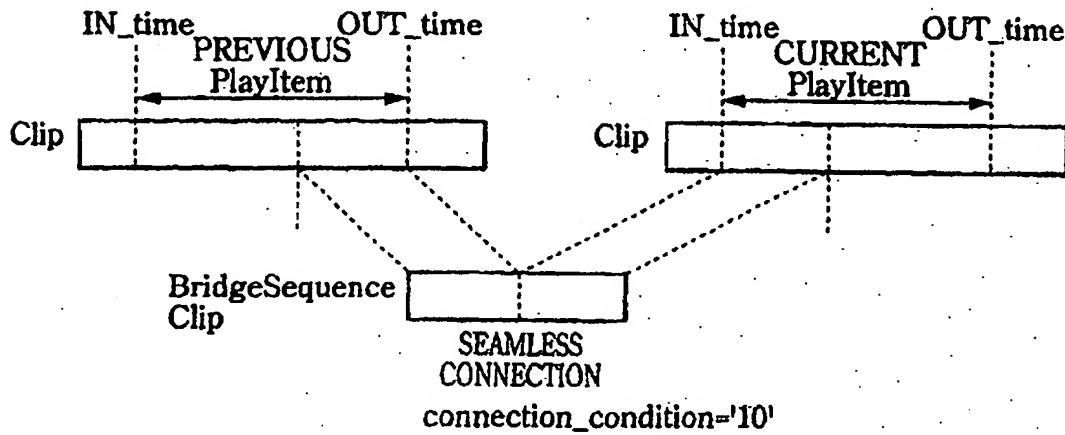 IN_time OUT_time
PREVIOUS
PlayItem
Clip
IN_time OUT_time
CURRENT
PlayItem
Clip
BridgeSequence
Clip
SEAMLESS
CONNECTION
connection_condition='10'